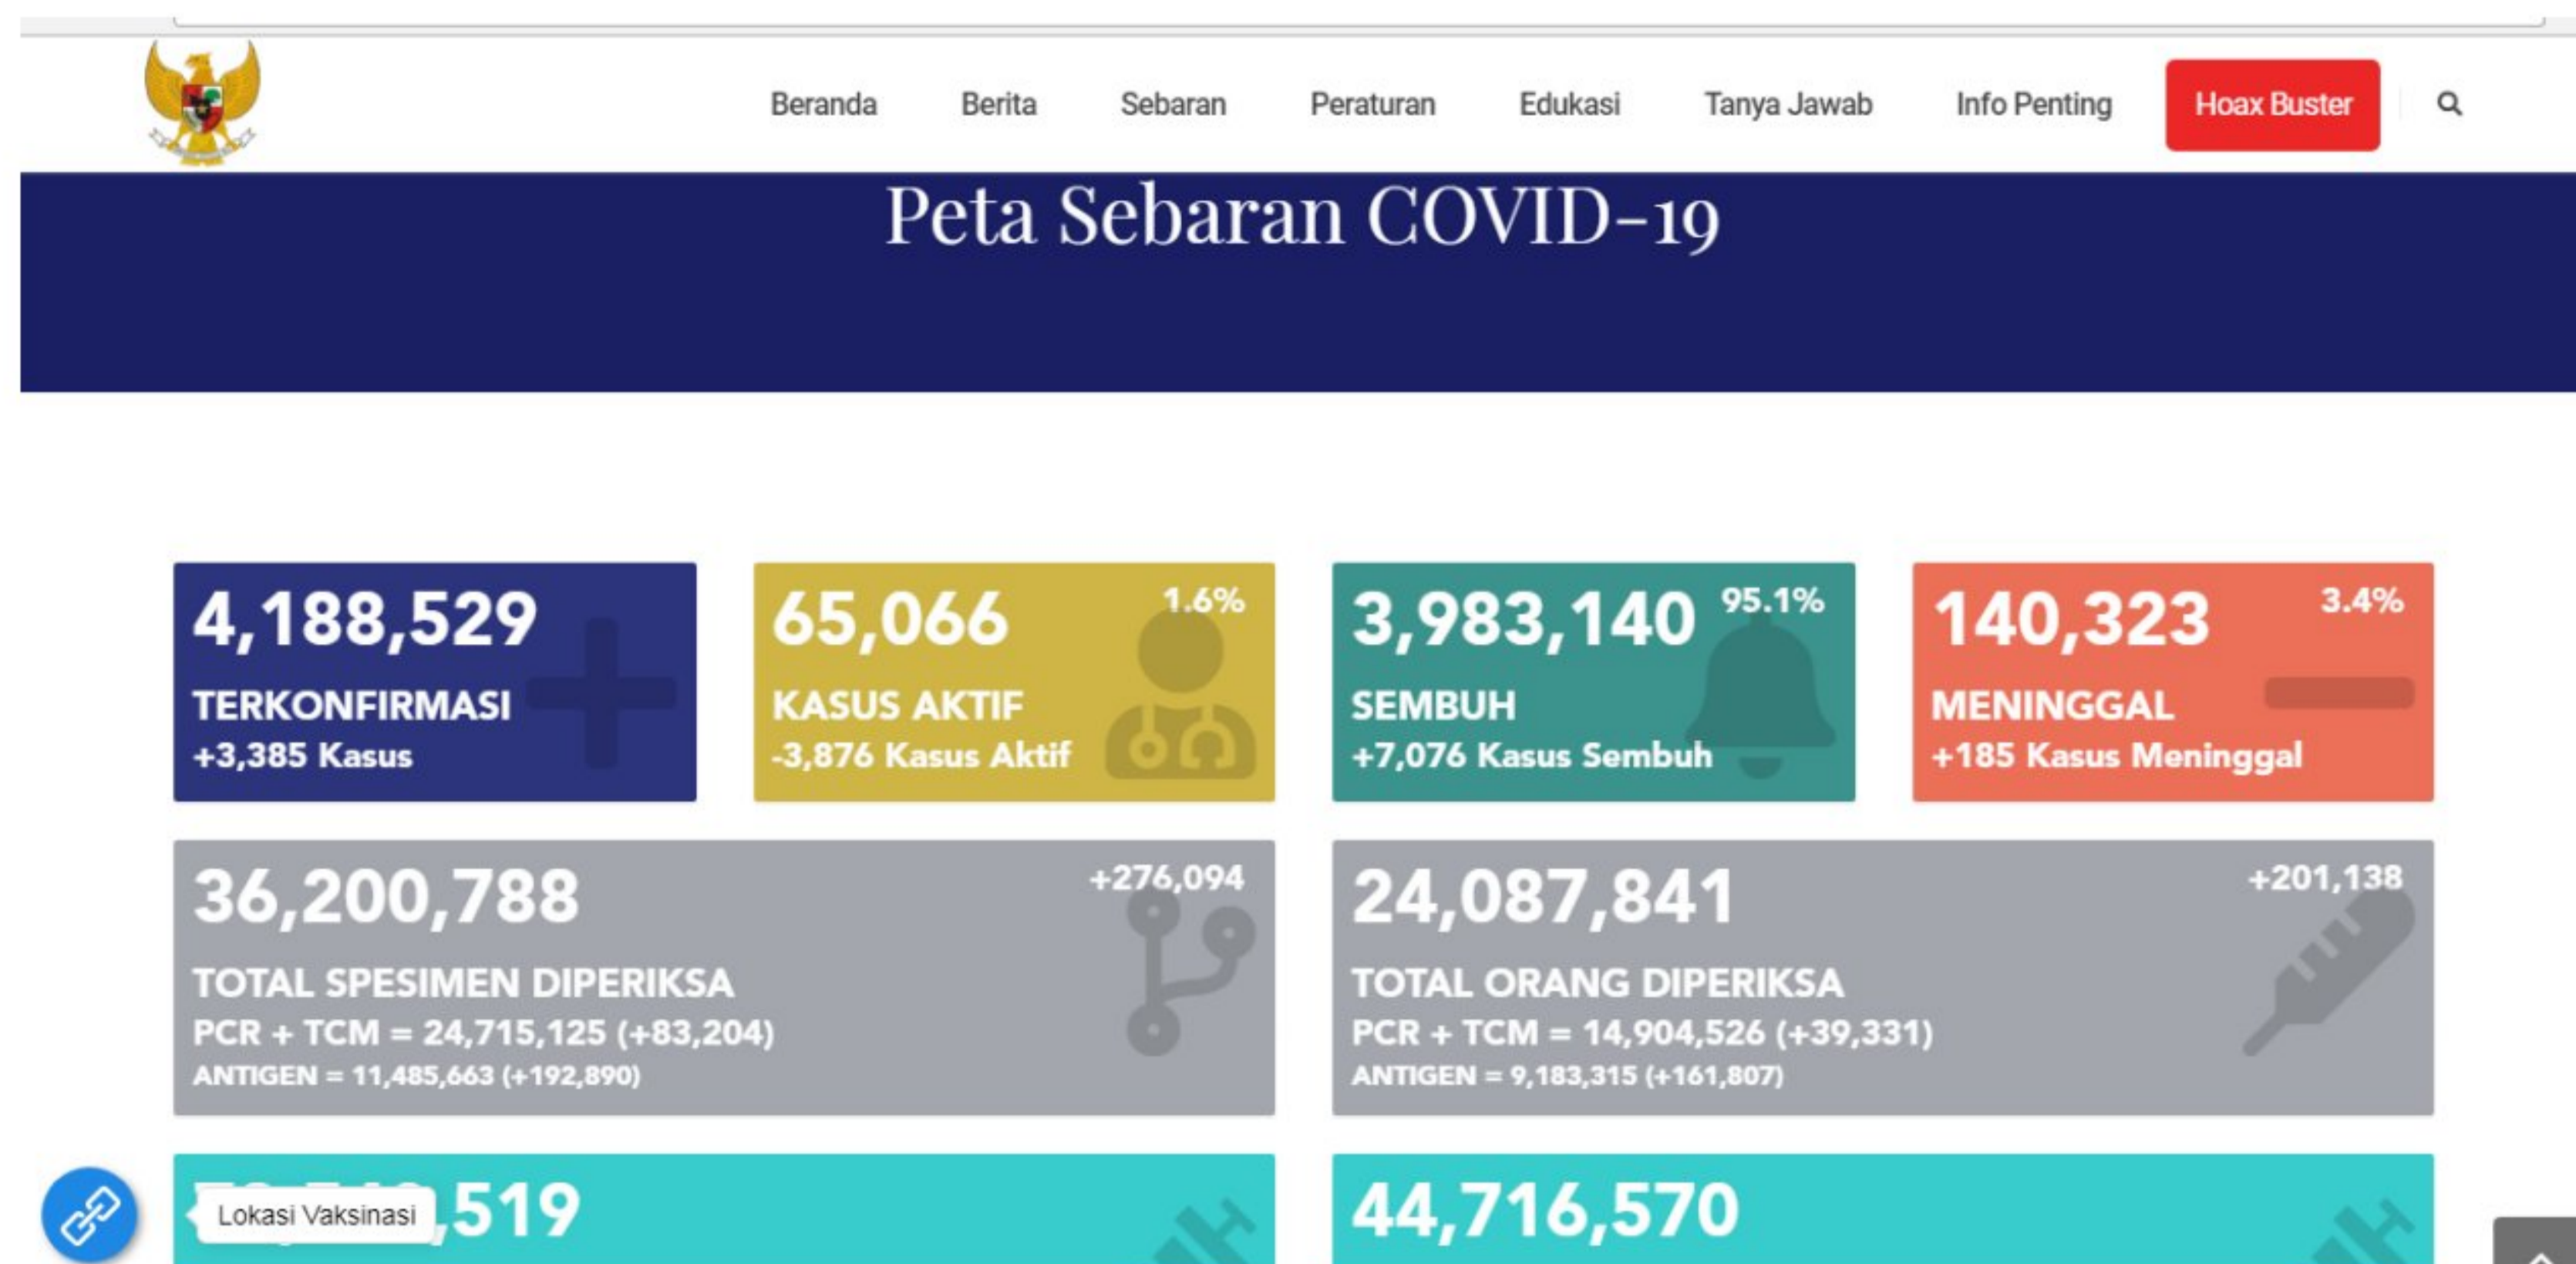 Beranda Berita Sebaran Peraturan Edukasi Tanya Jawab Info Penting Hoax Buster
Peta Sebaran COVID-19
4,188,529
TERKONFIRMASI
+3,385 Kasus
65,066 1.6%
KASUS AKTIF
-3,876 Kasus Aktif
3,983,140 95.1%
SEMBUH
+7,076 Kasus Sembuh
140,323 3.4%
MENINGGAL
+185 Kasus Meninggal
36,200,788 +276,094
TOTAL SPESIMEN DIPERIKSA
PCR + TCM = 24,715,125 (+83,204)
ANTIGEN = 11,485,663 (+192,890)
24,087,841 +201,138
TOTAL ORANG DIPERIKSA
PCR + TCM = 14,904,526 (+39,331)
ANTIGEN = 9,183,315 (+161,807)
Lokasi Vaksinasi ,519
44,716,570